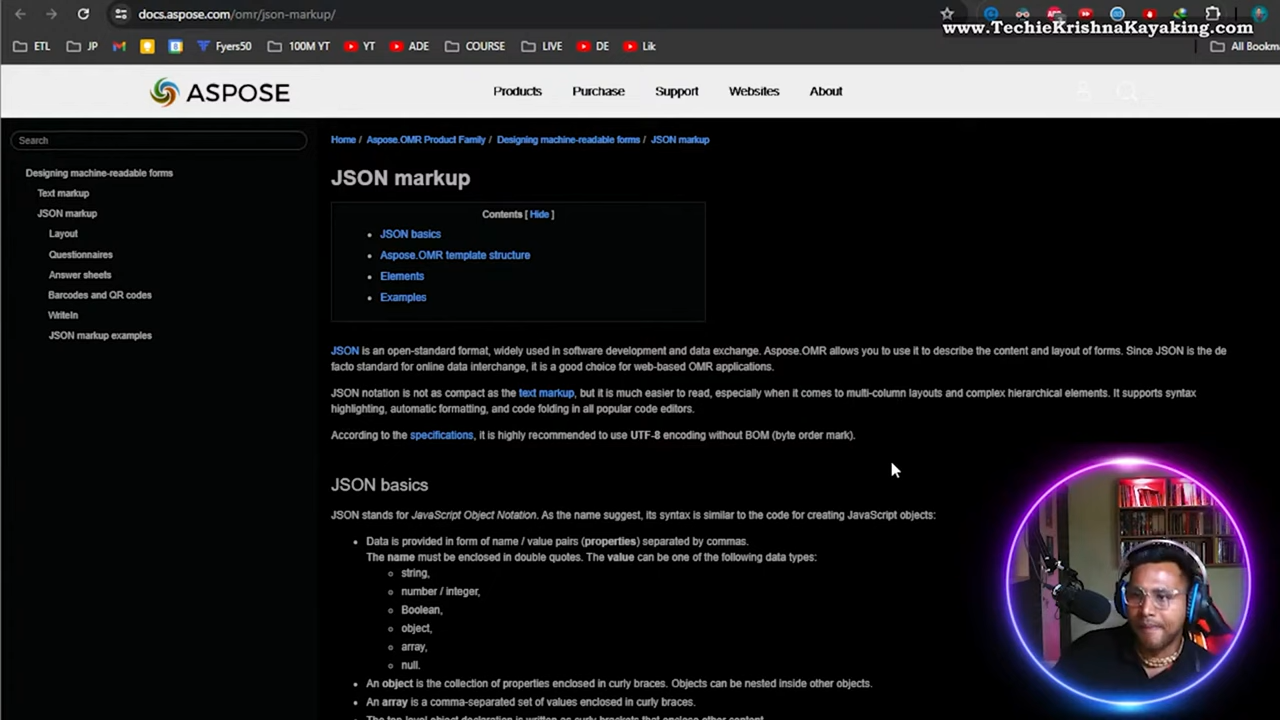 docs.aspose.com/omr/json-markup/
www.TechieKrishnaKayaking.com
ETL
JP
Fyers50
100M YT
YT
ADE
COURSE
LIVE
DE
Lik
All Bookm
ASPOSE
Products
Purchase
Support
Websites
About
Search
Designing machine-readable forms
Text markup
JSON markup
Layout
Questionnaires
Answer sheets
Barcodes and QR codes
WriteIn
JSON markup examples
Home / Aspose.OMR Product Family / Designing machine-readable forms / JSON markup
JSON markup
Contents [ Hide ]
JSON basics
Aspose.OMR template structure
Elements
Examples
JSON is an open-standard format, widely used in software development and data exchange. Aspose.OMR allows you to use it to describe the content and layout of forms. Since JSON is the de
facto standard for online data interchange, it is a good choice for web-based OMR applications.
JSON notation is not as compact as the text markup, but it is much easier to read, especially when it comes to multi-column layouts and complex hierarchical elements. It supports syntax
highlighting, automatic formatting, and code folding in all popular code editors.
According to the specifications, it is highly recommended to use UTF-8 encoding without BOM (byte order mark).
JSON basics
JSON stands for JavaScript Object Notation. As the name suggest, its syntax is similar to the code for creating JavaScript objects:
Data is provided in form of name / value pairs (properties) separated by commas.
The name must be enclosed in double quotes. The value can be one of the following data types:
string,
number / integer,
Boolean,
object,
array,
null.
An object is the collection of properties enclosed in curly braces. Objects can be nested inside other objects.
An array is a comma-separated set of values enclosed in curly braces.
The top-level object declaration is written as curly brackets that enclose other content.